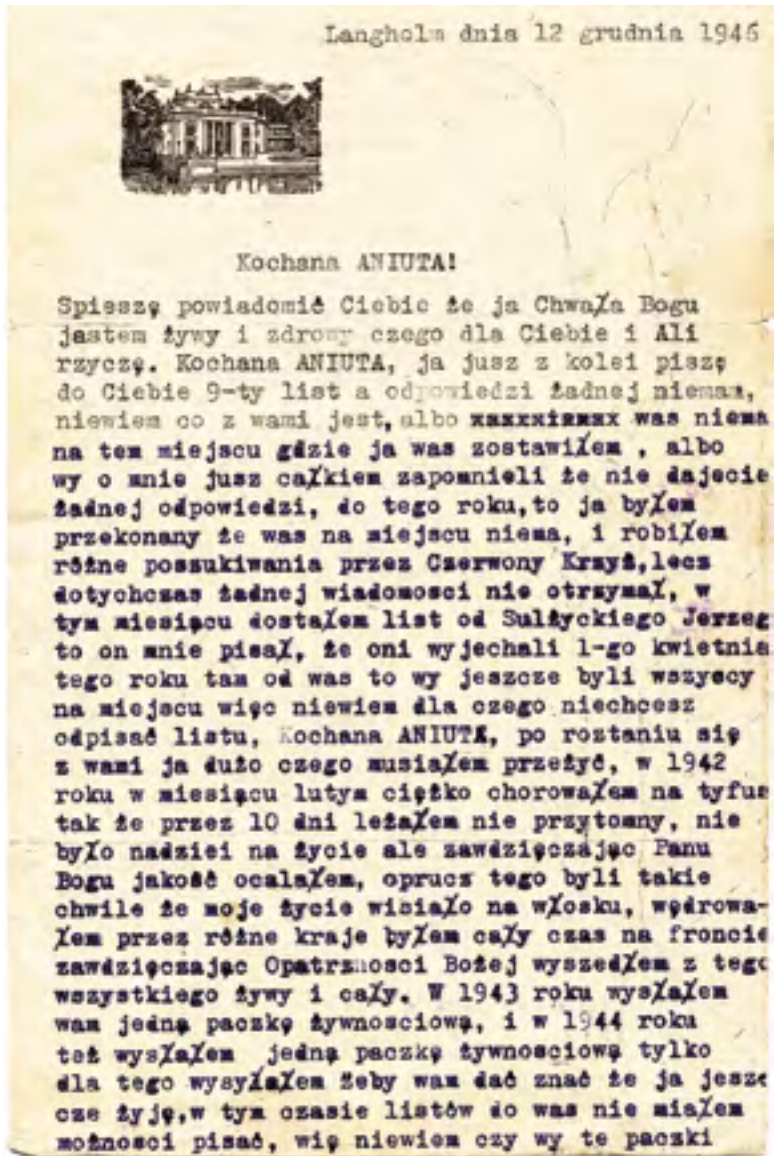 Langholm dnia 12 grudnia 1946
Kochana ANIUTA!
Spieszę powiadomić Ciebie że ja Chwała Bogu
jastem żywy i zdrowy czego dla Ciebie i Ali
rzyczę. Kochana ANIUTA, ja jusz z kolei piszę
do Ciebie 9-ty list a odpowiedzi żadnej niemam,
niewiem co z wami jest, albo xxxxxixxxx was niema
na tem miejscu gdzie ja was zostawiłem , albo
wy o mnie jusz całkiem zapomnieli że nie dajecie
żadnej odpowiedzi, do tego roku,to ja byłem
przekonany że was na miejscu niema, i robiłem
różne possukiwania przez Czerwony Krzyż,lecz
dotychczas żadnej wiadomosci nie otrzymał, w
tym miesiącu dostałem list od Sulżyckiego Jerzeg
to on mnie pisał, że oni wyjechali 1-go kwietnia
tego roku tam od was to wy jeszcze byli wszyscy
na miejscu więc niewiem dla czego niechcesz
odpisać listu, Kochana ANIUTA, po roztaniu się
z wami ja dużo czego musiałem przeżyć, w 1942
roku w miesiącu lutym ciężko chorowałem na tyfus
tak że przez 10 dni leżałem nie przytomny, nie
było nadziei na życie ale zawdzięczając Panu
Bogu jakość ocalałem, oprucz tego byli takie
chwile że moje życie wisiało na włosku, wędrowa-
łem przez różne kraje byłem cały czas na froncie
zawdzięczając Opatrznosci Bożej wyszedłem z tego
wszystkiego żywy i cały. W 1943 roku wysłałem
wam jedną paczkę żywnosciową, i w 1944 roku
też wysłałem jedną paczkę żywnosciową tylko
dla tego wysyłałem żeby wam dać znać że ja jesz
cze żyję,w tym czasie listów do was nie miałem
możnosci pisać, wię niewiem czy wy te paczki